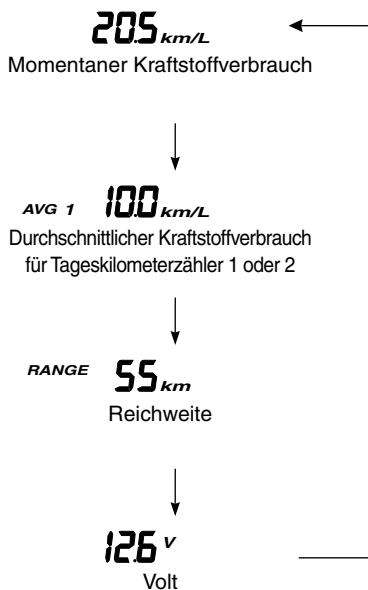 20.5 km/L
Momentaner Kraftstoffverbrauch
AVG 1 10.0 km/L
Durchschnittlicher Kraftstoffverbrauch
für Tageskilometerzähler 1 oder 2
RANGE 55 km
Reichweite
12.6 V
Volt